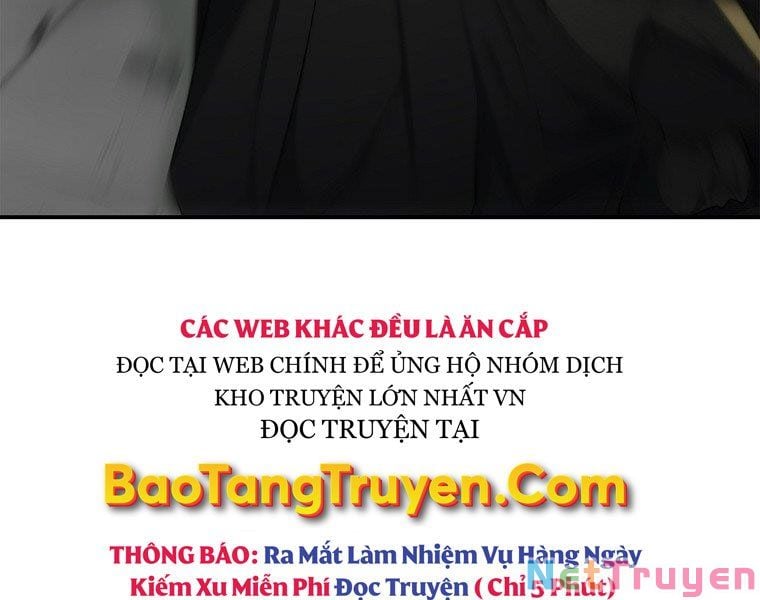 CÁC WEB KHÁC ĐỀU LÀ ĂN CẮP
ĐỌC TẠI WEB CHÍNH ĐỂ ỦNG HỘ NHÓM DỊCH
KHO TRUYỆN LỚN NHẤT VN
ĐỌC TRUYỆN TẠI
BaoTangTruyen.Com
THÔNG BÁO: Ra Mắt Làm Nhiệm Vụ Hàng Ngày
Kiếm Xu Miễn Phí Đọc Truyện ( Chỉ 5 Phút)
NetTruyen